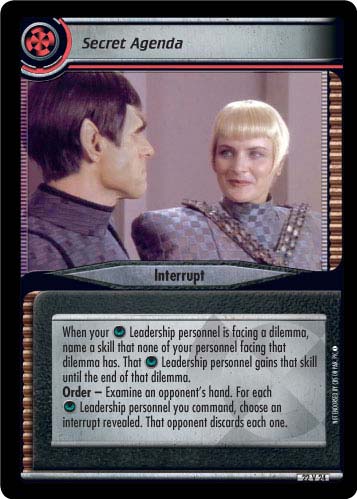 Secret Agenda
Interrupt
When your Leadership personnel is facing a dilemma,
name a skill that none of your personnel facing that
dilemma has. That Leadership personnel gains that skill
until the end of that dilemma.
Order – Examine an opponent's hand. For each
Leadership personnel you command, choose an
interrupt revealed. That opponent discards each one.
22 V 24